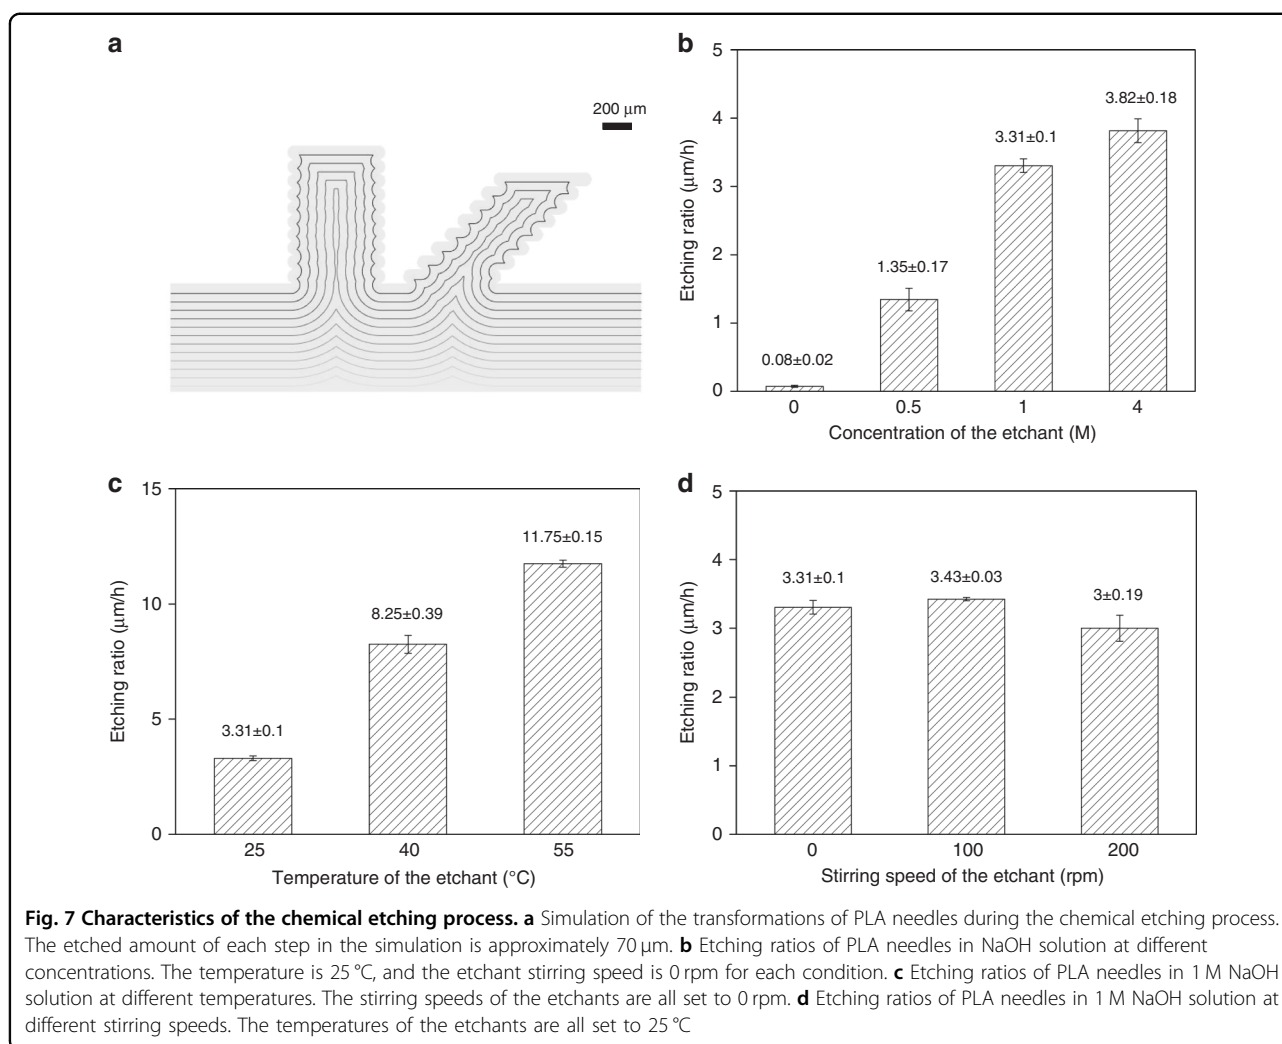 a
200 μm
b
5
4
3
2
1
0
Etching ratio (μm/h)
0.08±0.02
1.35±0.17
3.31±0.1
3.82±0.18
0 0.5 1 4
Concentration of the etchant (M)
c
15
10
5
0
Etching ratio (μm/h)
3.31±0.1
8.25±0.39
11.75±0.15
25 40 55
Temperature of the etchant (°C)
d
5
4
3
2
1
0
Etching ratio (μm/h)
3.31±0.1
3.43±0.03
3±0.19
0 100 200
Stirring speed of the etchant (rpm)
Fig. 7 Characteristics of the chemical etching process. a Simulation of the transformations of PLA needles during the chemical etching process.
The etched amount of each step in the simulation is approximately 70 μm. b Etching ratios of PLA needles in NaOH solution at different
concentrations. The temperature is 25 °C, and the etchant stirring speed is 0 rpm for each condition. c Etching ratios of PLA needles in 1 M NaOH
solution at different temperatures. The stirring speeds of the etchants are all set to 0 rpm. d Etching ratios of PLA needles in 1 M NaOH solution at
different stirring speeds. The temperatures of the etchants are all set to 25 °C